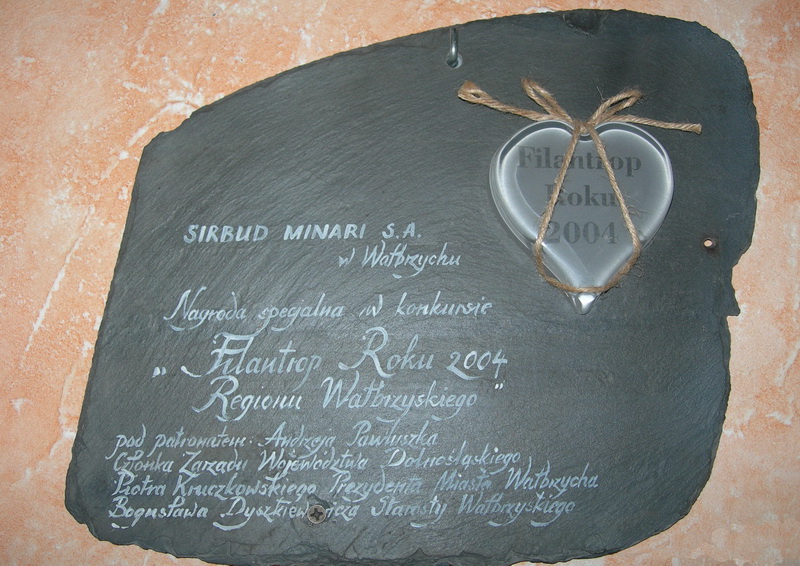 Filantrop
Roku
2004
SIRBUD MINARI S.A.
w Wałbrzychu
Nagroda specjalna w konkursie
„Filantrop Roku 2004
Regionu Wałbrzyskiego”
pod patronatem: Andrzeja Pawluszka
Członka Zarządu Województwa Dolnośląskiego,
Piotra Kruczkowskiego Prezydenta Miasta Wałbrzycha
Bogusława Dyszkiewicza Starosty Wałbrzyskiego